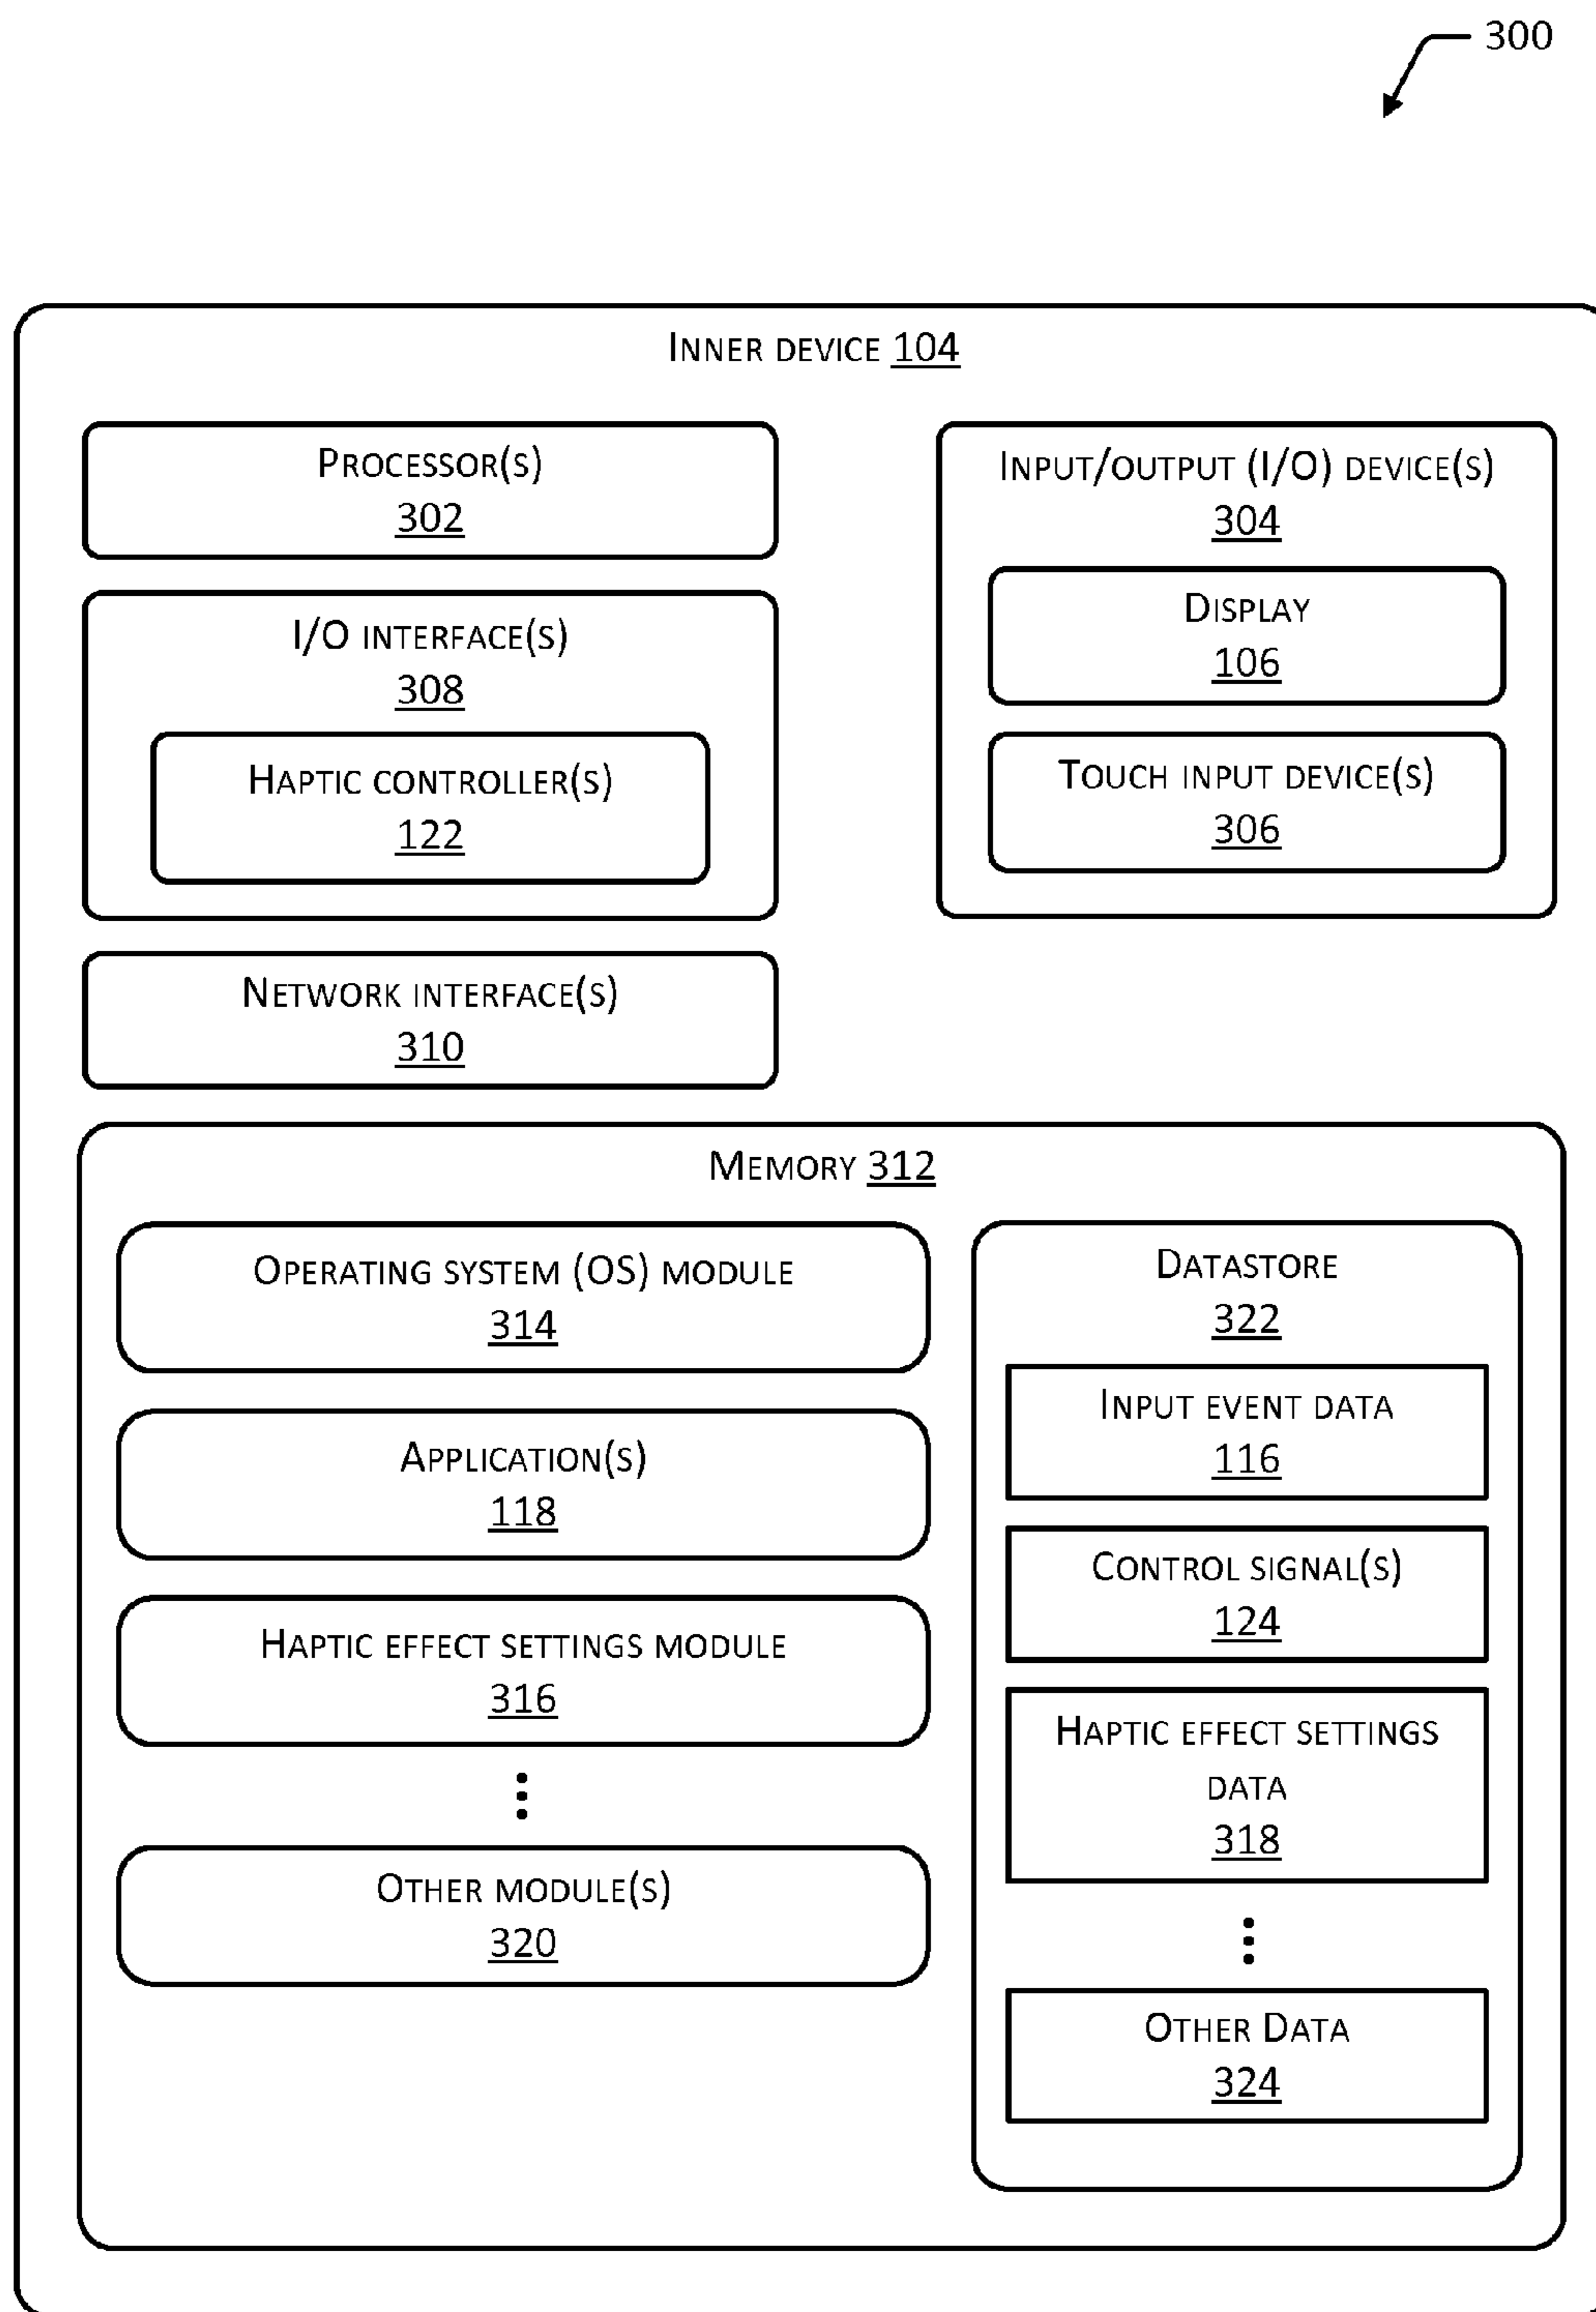 300
Inner device 104
Processor(s)
302
I/O interface(s)
308
Haptic controller(s)
122
Network interface(s)
310
Input/output (I/O) device(s)
304
Display
106
Touch input device(s)
306
Memory 312
Operating system (OS) module
314
Application(s)
118
Haptic effect settings module
316
Other module(s)
320
Datastore
322
Input event data
116
Control signal(s)
124
Haptic effect settings
data
318
Other Data
324